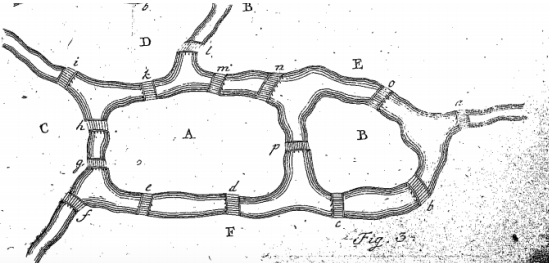 b. B
D l
i m n E
k o
C h a
A p B
g
e d
f c b
F
Fig. 3.